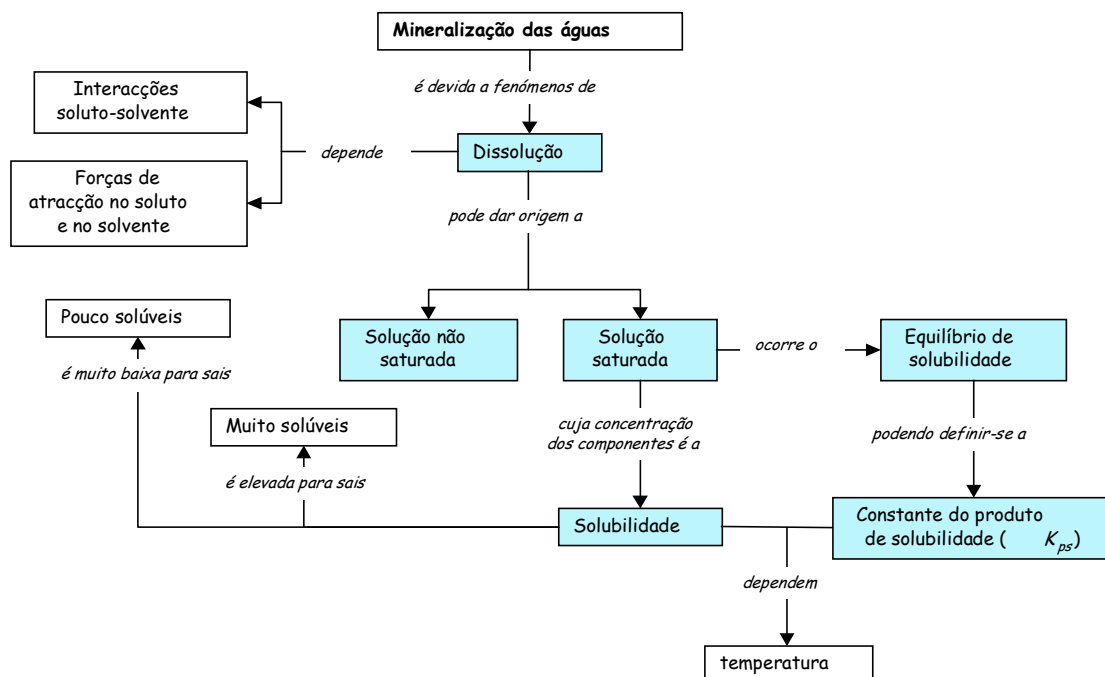 Mineralização das águas
é devida a fenómenos de
Interacções
soluto-solvente
depende
Dissolução
Forças de
atracção no soluto
e no solvente
pode dar origem a
Pouco solúveis
Solução não
saturada
Solução
saturada
ocorre o
Equilíbrio de
solubilidade
é muito baixa para sais
Muito solúveis
cuja concentração
dos componentes é a
podendo definir-se a
é elevada para sais
Solubilidade
Constante do produto
de solubilidade ( Kps)
dependem
temperatura